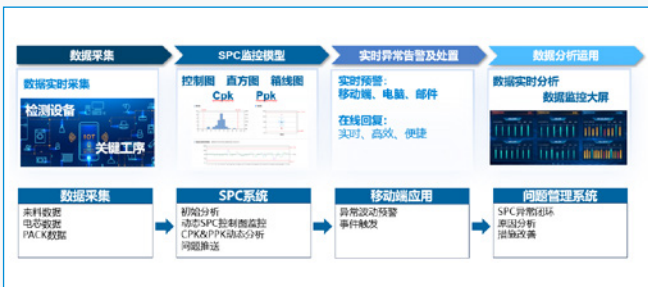 数据采集
SPC监控模型
实时异常告警及处置
数据分析运用
数据实时采集
检测设备
IOT
关键工序
控制图 直方图 箱线图
Cpk Ppk
实时预警：
移动端、电脑、邮件
在线回复：
实时、高效、便捷
数据实时分析
数据监控大屏
数据采集
来料数据
电芯数据
PACK数据
SPC系统
初始分析
动态SPC控制图监控
CPK&PPK动态分析
问题推送
移动端应用
异常波动预警
事件触发
问题管理系统
SPC异常闭环
原因分析
措施改善